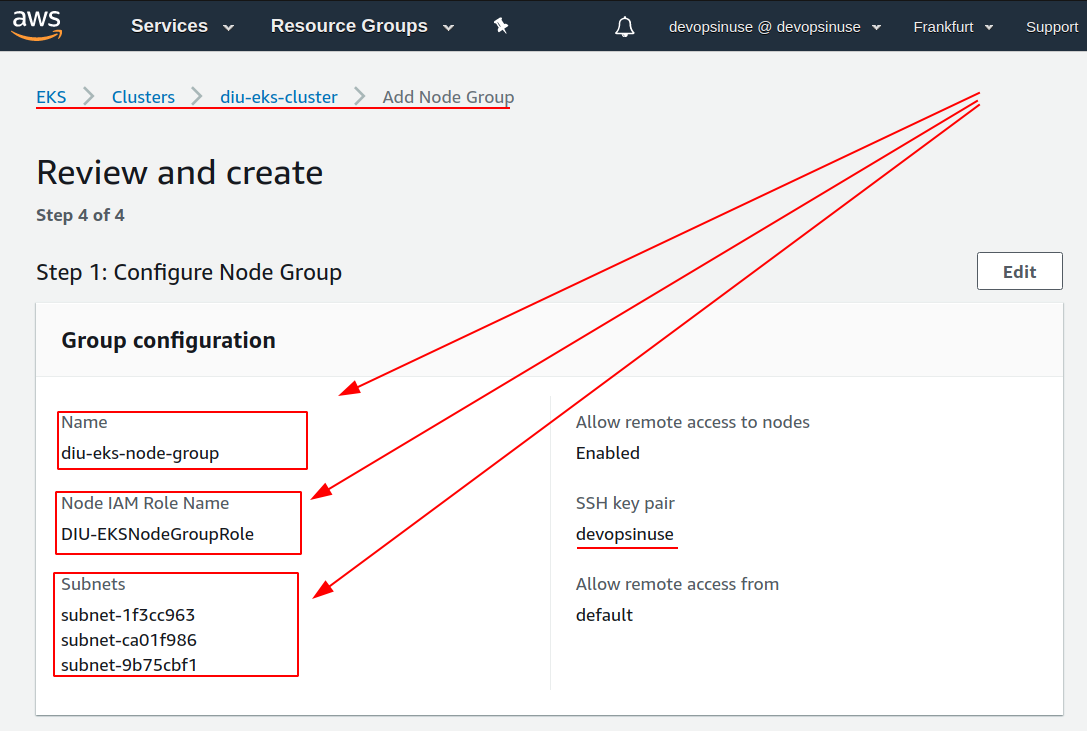 aws Services Resource Groups devopsinuse @ devopsinuse Frankfurt Support
EKS Clusters diu-eks-cluster Add Node Group
Review and create
Step 4 of 4
Step 1: Configure Node Group
Edit
Group configuration
Name
diu-eks-node-group
Node IAM Role Name
DIU-EKSNodeGroupRole
Subnets
subnet-1f3cc963
subnet-ca01f986
subnet-9b75cbf1
Allow remote access to nodes
Enabled
SSH key pair
devopsinuse
Allow remote access from
default